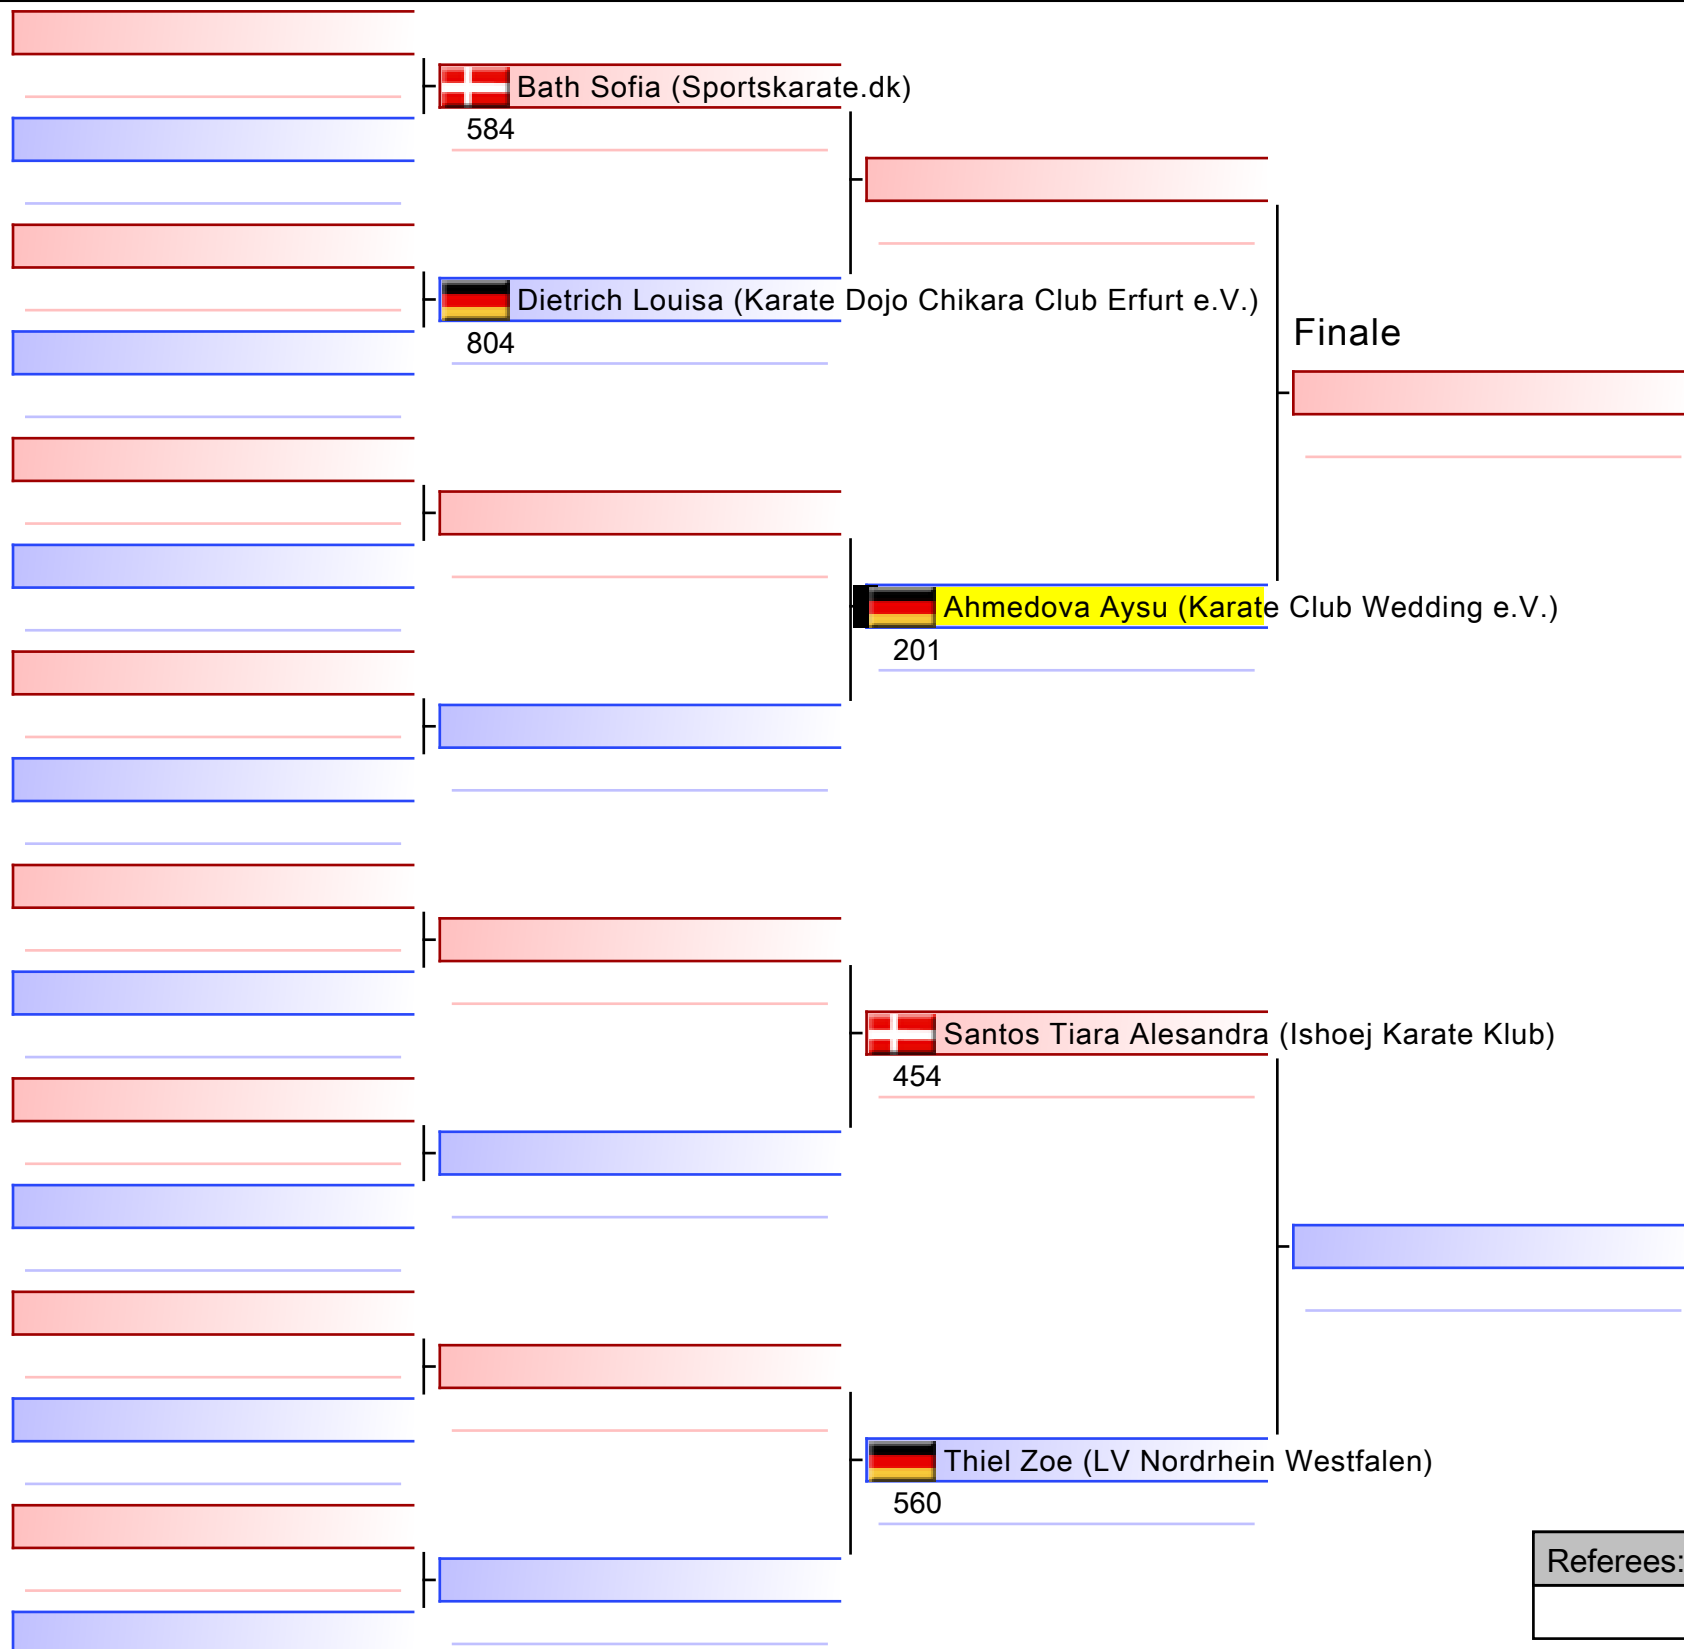 Bath Sofia (Sportskarate.dk)
584
Dietrich Louisa (Karate Dojo Chikara Club Erfurt e.V.)
804
Finale
Ahmedova Aysu (Karate Club Wedding e.V.)
201
Santos Tiara Alesandra (Ishoej Karate Klub)
454
Thiel Zoe (LV Nordrhein Westfalen)
560
Referees: